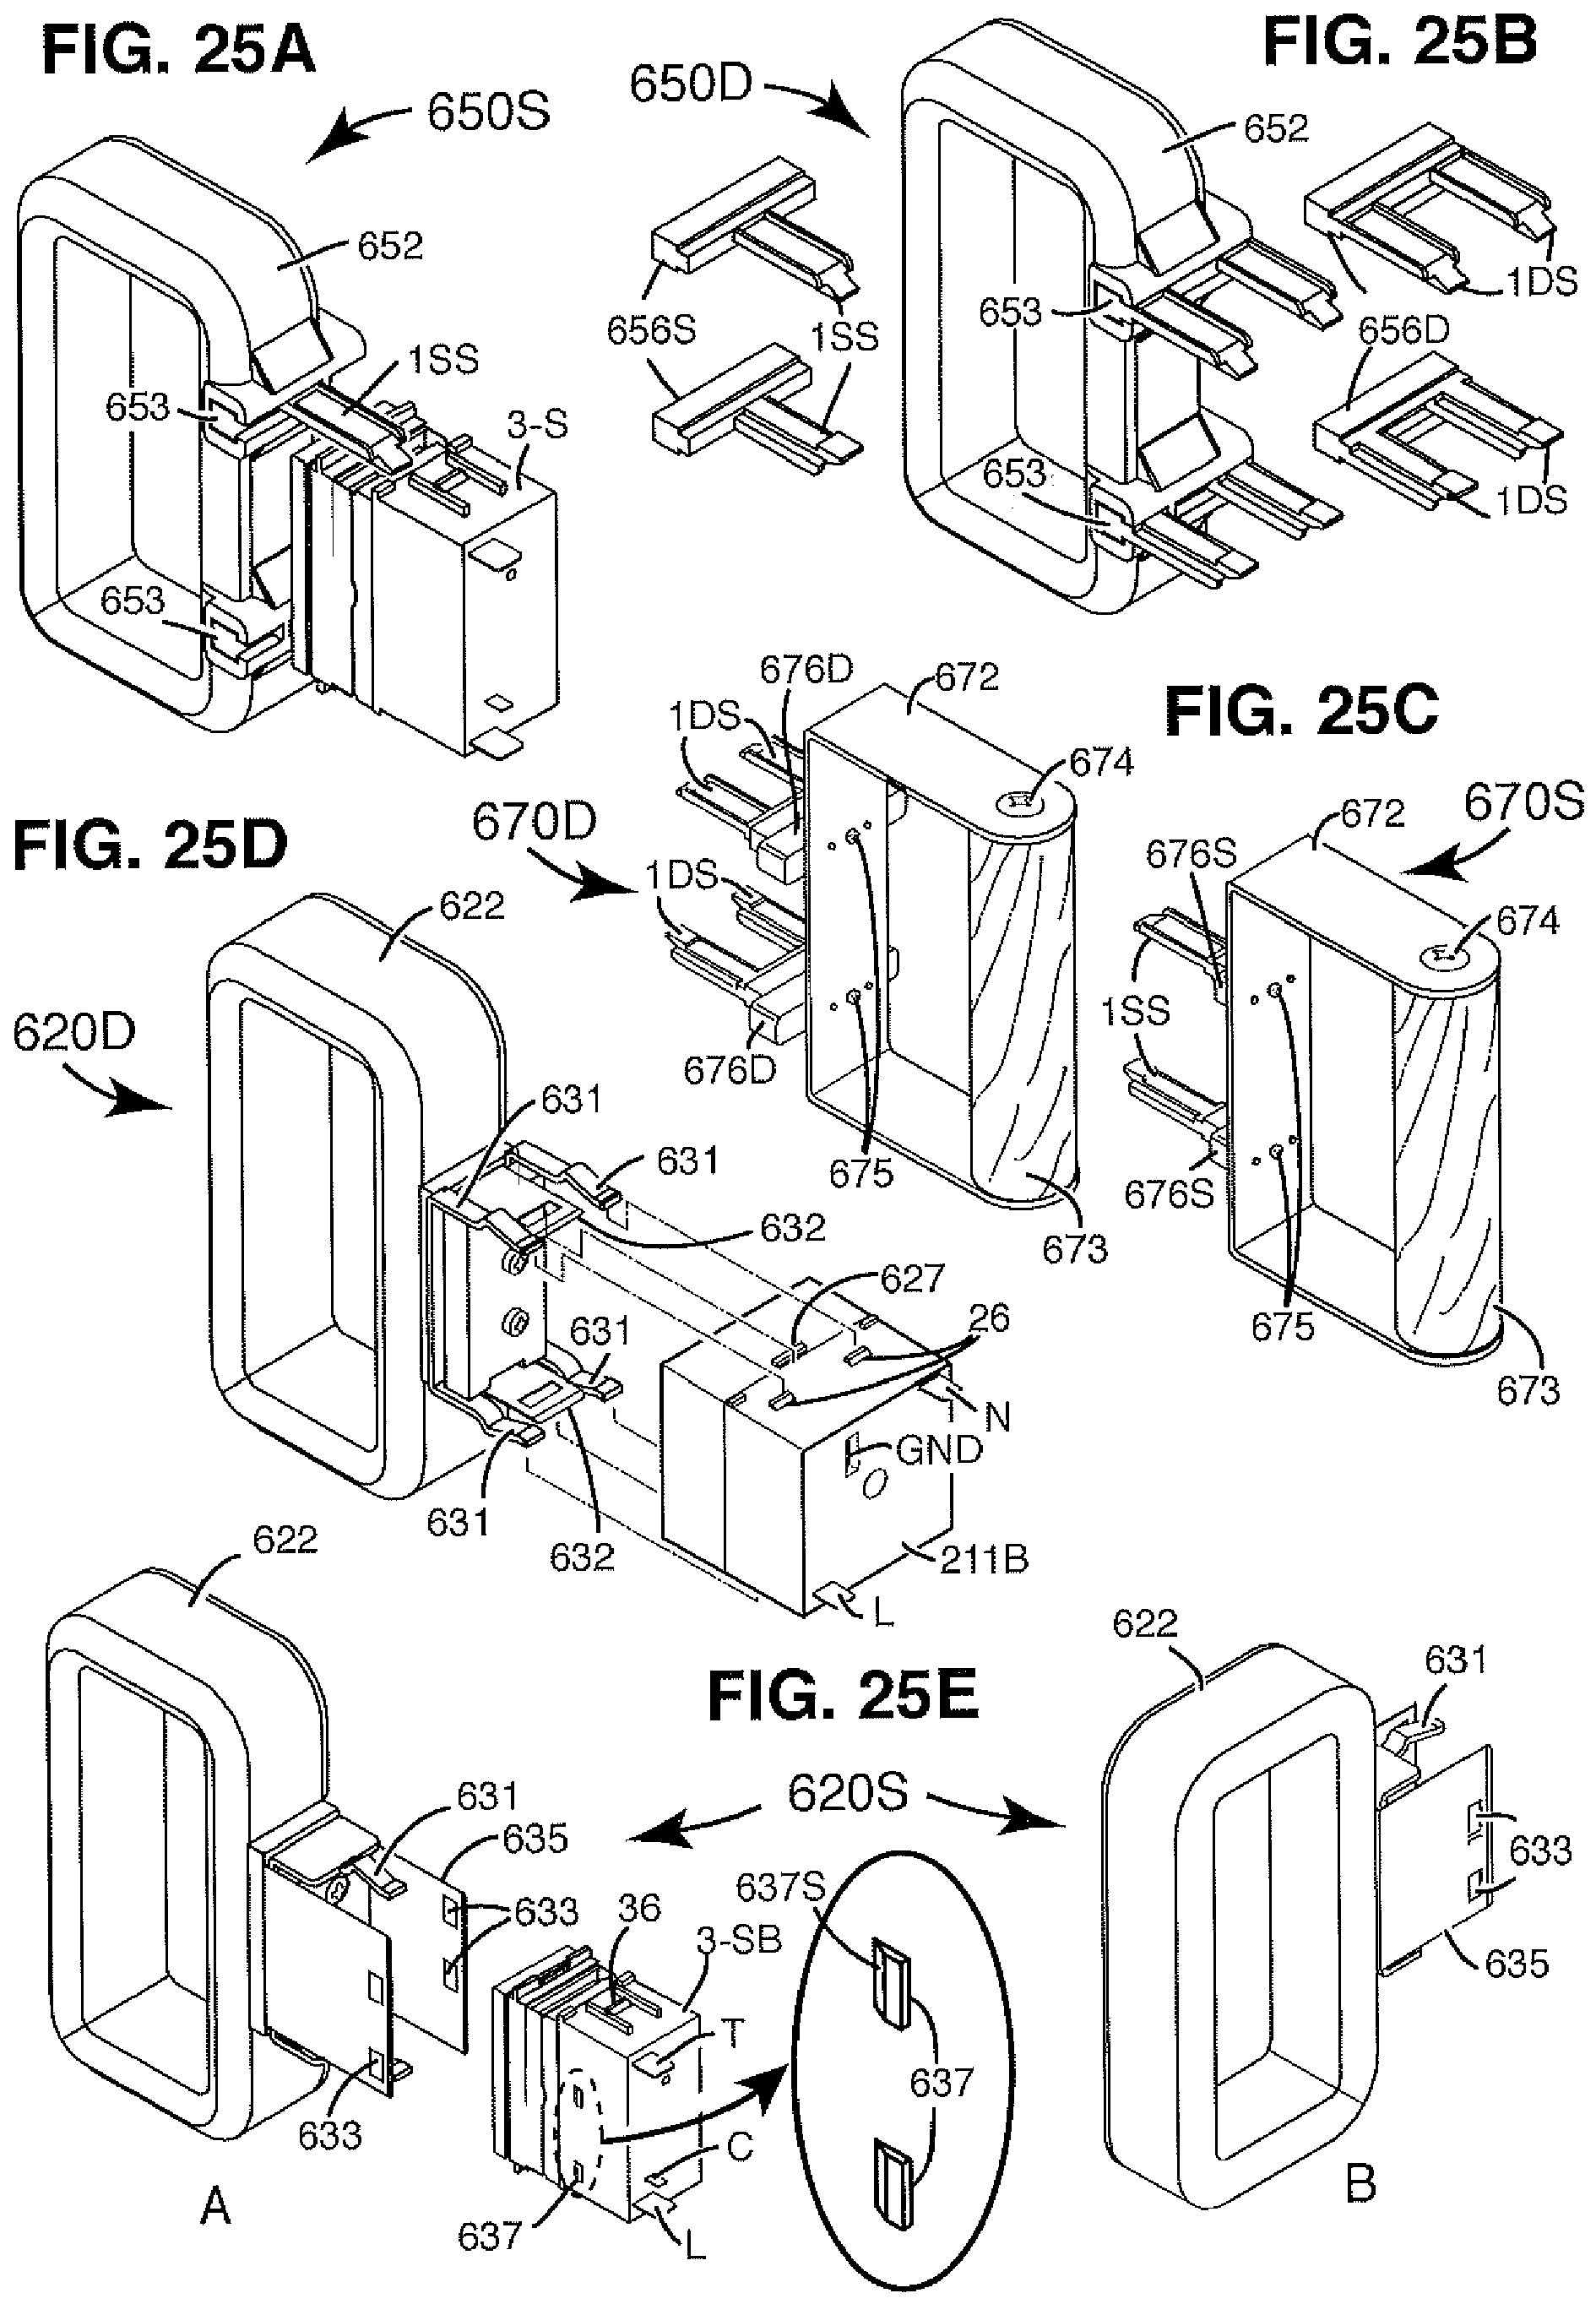 FIG. 25A
FIG. 25B
650S
650D
652
652
653
653
1SS
3-S
656S
1SS
653
653
1DS
656D
1DS
FIG. 25C
676D
672
1DS
674
670D
1DS
676D
675
673
670S
672
676S
674
1SS
676S
675
673
FIG. 25D
622
620D
631
631
632
627
26
631
N
GND
631
632
211B
L
FIG. 25E
622
622
631
620S
631
635
633
633
637S
36
3-SB
635
T
637
633
C
A
637
L
B